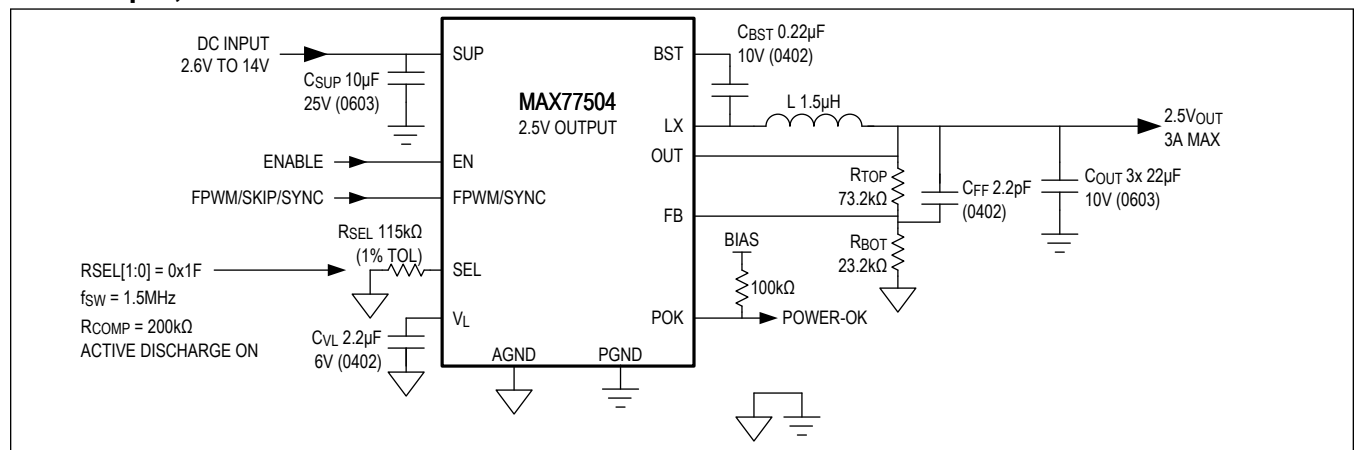 DC INPUT
2.6V TO 14V
CSUP 10µF
25V (0603)
ENABLE
FPWM/SKIP/SYNC
RSEL 115kΩ
(1% TOL)
RSEL[1:0] = 0x1F
fSW = 1.5MHz
RCOMP = 200kΩ
ACTIVE DISCHARGE ON
CVL 2.2µF
6V (0402)
SUP
BST
MAX77504
2.5V OUTPUT
LX
OUT
EN
FPWM/SYNC
FB
SEL
VL
POK
AGND
PGND
CBST 0.22µF
10V (0402)
L 1.5µH
2.5VOUT
3A MAX
RTOP
73.2kΩ
CFF 2.2pF
(0402)
COUT 3x 22µF
10V (0603)
RBOT
23.2kΩ
BIAS
100kΩ
POWER-OK